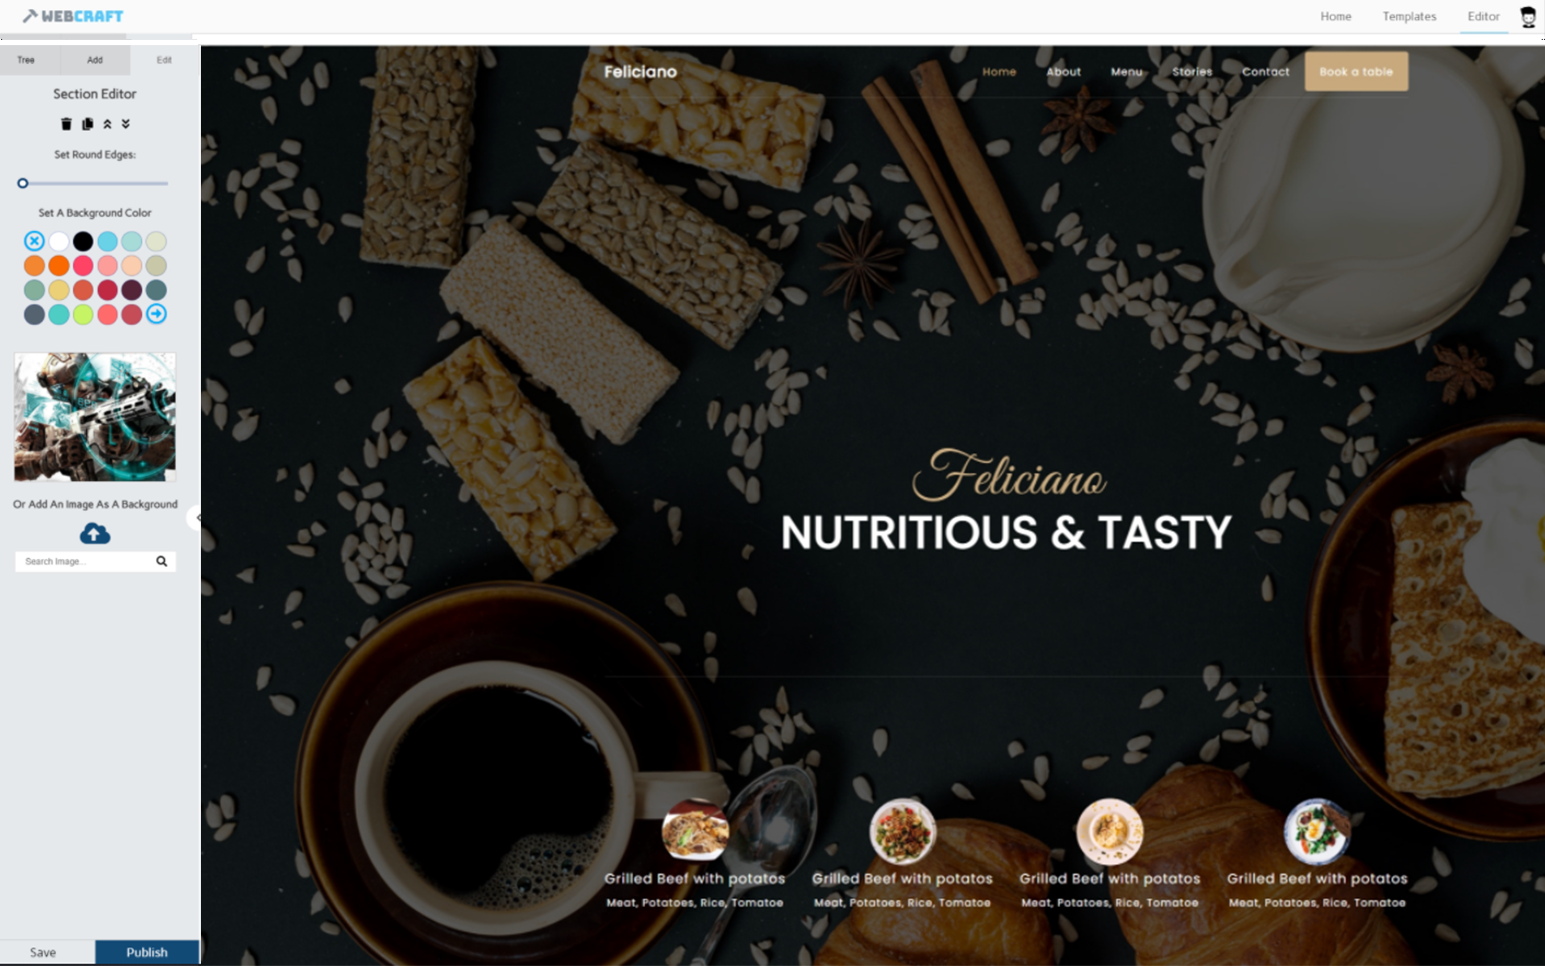 WEBCRAFT
Home Templates Editor
Tree Add Edit
Section Editor
Set Round Edges:
Set A Background Color
Or Add An Image As A Background
Search Image...
Save Publish
Feliciano
Home About Menu Stories Contact Book a table
Feliciano
NUTRITIOUS & TASTY
Grilled Beef with potatos
Meat, Potatoes, Rice, Tomatoe
Grilled Beef with potatos
Meat, Potatoes, Rice, Tomatoe
Grilled Beef with potatos
Meat, Potatoes, Rice, Tomatoe
Grilled Beef with potatos
Meat, Potatoes, Rice, Tomatoe